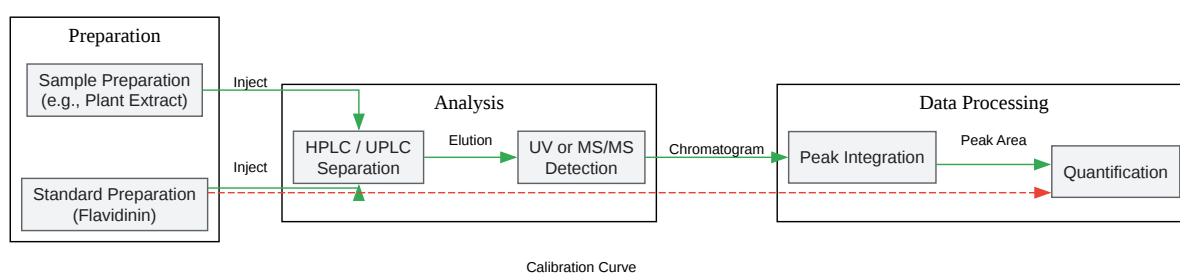 Preparation
Sample Preparation
(e.g., Plant Extract)
Inject
Standard Preparation
(Flavidinin)
Inject
Analysis
HPLC / UPLC
Separation
Elution
UV or MS/MS
Detection
Chromatogram
Data Processing
Peak Integration
Peak Area
Quantification
Calibration Curve